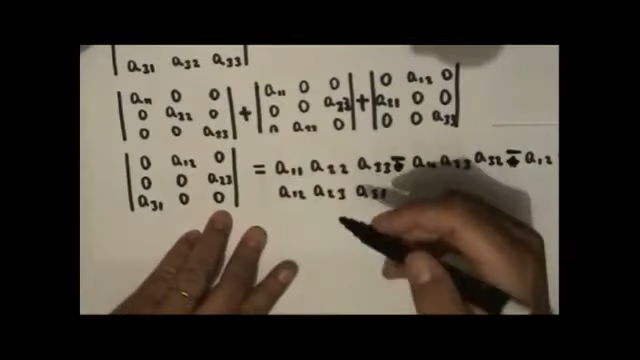 | a31 a32 a33 |
| a11 0 0 | + | a11 0 0 | + | 0 a12 0 |
| 0 a32 0 | | 0 0 a23 | | a21 0 0 |
| 0 0 a33 | | 0 a32 0 | | 0 0 a33 |
| 0 a12 0 | = a11 a22 a33 - a11 a23 a32 - a12
| 0 0 a23 | a12 a23 a31
| a31 0 0 |